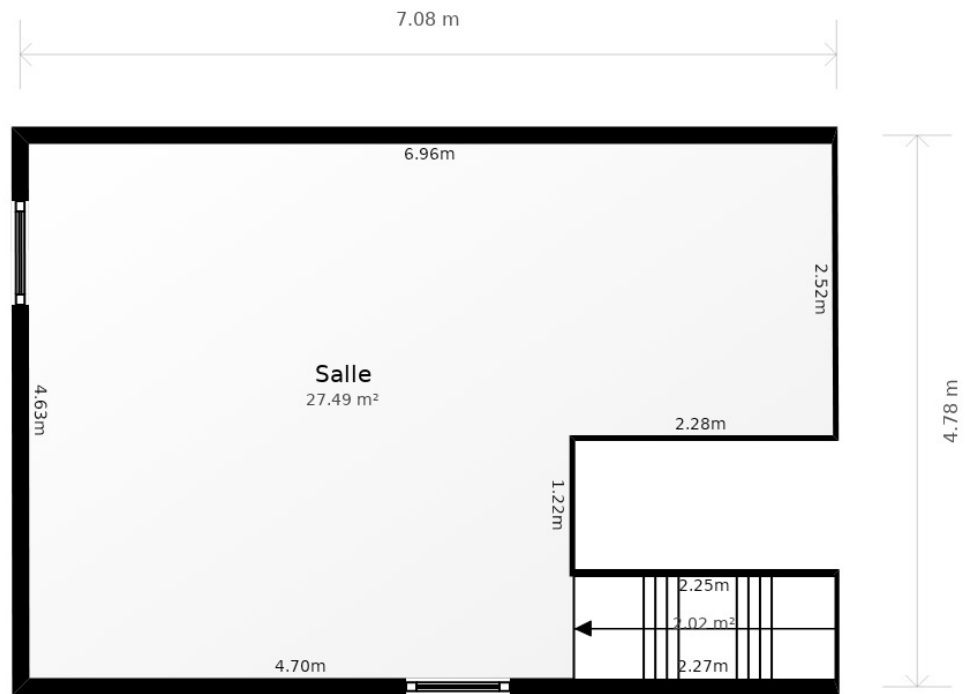 7.08 m
6.96m
2.52m
Salle
27.49 m²
4.63m
4.78 m
2.28m
1.22m
2.25m
2.02 m²
4.70m
2.27m